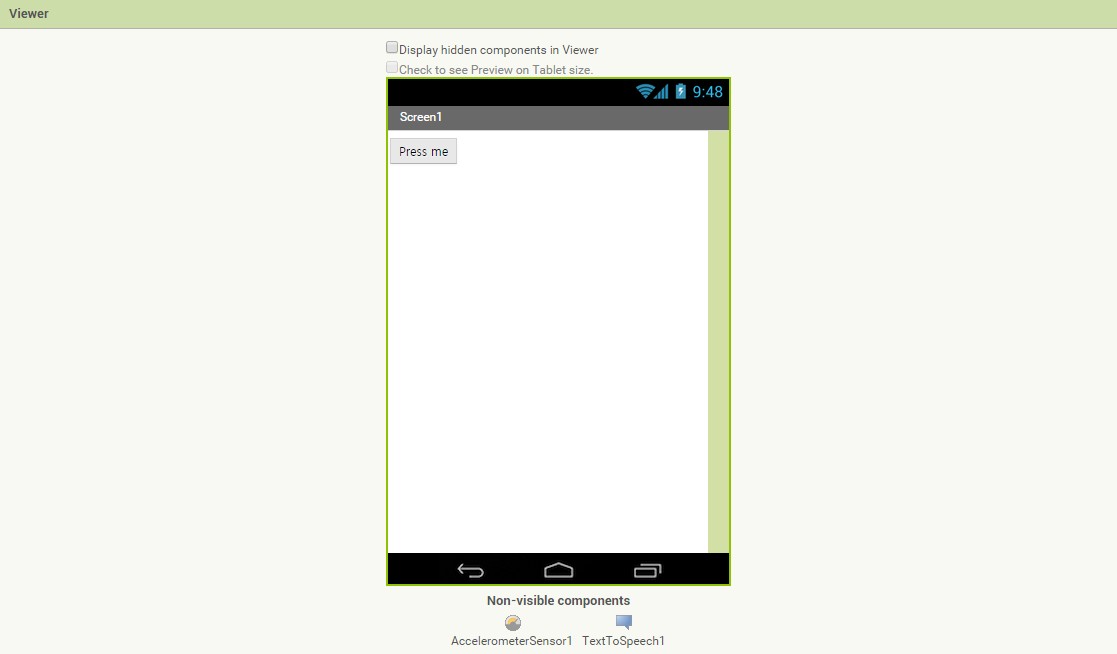 Viewer
Display hidden components in Viewer
Check to see Preview on Tablet size.
9:48
Screen1
Press me
Non-visible components
AccelerometerSensor1 TextToSpeech1